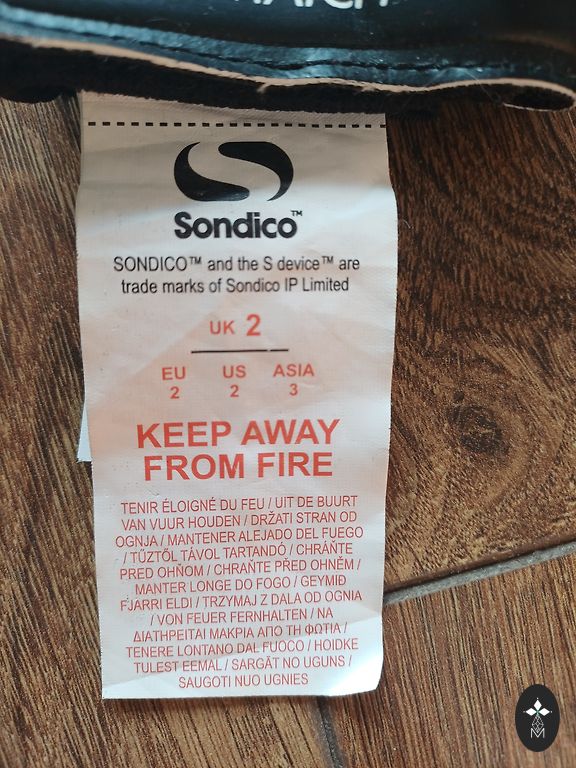 Sondico™
SONDICO™ and the S device™ are
trade marks of Sondico IP Limited
UK 2
EU US ASIA
2 2 3
KEEP AWAY
FROM FIRE
TENIR ÉLOIGNÉ DU FEU / UIT DE BUURT
VAN VUUR HOUDEN / DRŽATI STRAN OD
OGNJA / MANTENER ALEJADO DEL FUEGO
/ TŰZTŐL TÁVOL TARTANDÓ / CHRÁŇTE
PRED OHŇOM / CHRAŇTE PŘED OHNĚM /
MANTER LONGE DO FOGO / GEYMIÐ
FJARRI ELDI / TRZYMAJ Z DALA OD OGNIA
/ VON FEUER FERNHALTEN / ΝΑ
ΔΙΑΤΗΡΕΙΤΑΙ ΜΑΚΡΙΑ ΑΠΟ ΤΗ ΦΩΤΙΑ /
TENERE LONTANO DAL FUOCO / HOIDKE
TULEST EEMAL / SARGĀT NO UGUNS /
SAUGOTI NUO UGNIES